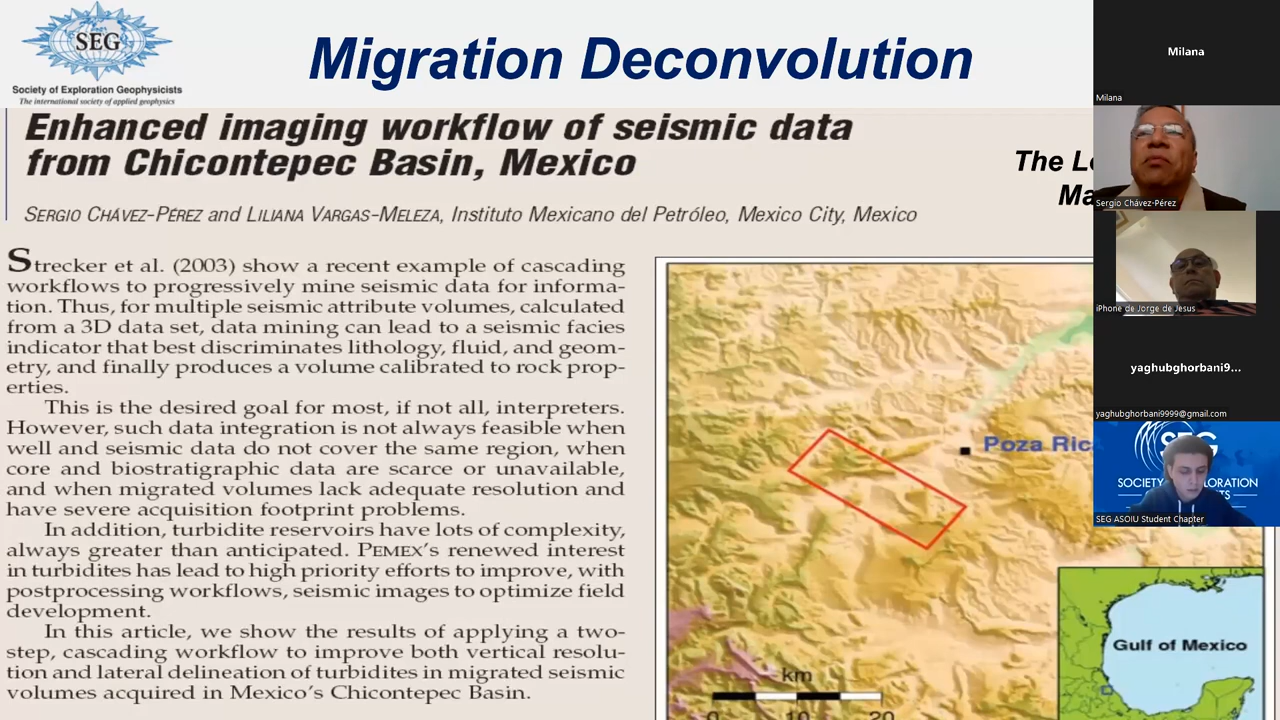 SEG
Society of Exploration Geophysicists
The international society of applied geophysics
Migration Deconvolution
Enhanced imaging workflow of seismic data
from Chicontepec Basin, Mexico
SERGIO CHÁVEZ-PÉREZ and LILIANA VARGAS-MELEZA, Instituto Mexicano del Petróleo, Mexico City, Mexico
The
Strecker et al. (2003) show a recent example of cascading
workflows to progressively mine seismic data for informa-
tion. Thus, for multiple seismic attribute volumes, calculated
from a 3D data set, data mining can lead to a seismic facies
indicator that best discriminates lithology, fluid, and geom-
etry, and finally produces a volume calibrated to rock prop-
erties.
This is the desired goal for most, if not all, interpreters.
However, such data integration is not always feasible when
well and seismic data do not cover the same region, when
core and biostratigraphic data are scarce or unavailable,
and when migrated volumes lack adequate resolution and
have severe acquisition footprint problems.
In addition, turbidite reservoirs have lots of complexity,
always greater than anticipated. PEMEX's renewed interest
in turbidites has lead to high priority efforts to improve, with
postprocessing workflows, seismic images to optimize field
development.
In this article, we show the results of applying a two-
step, cascading workflow to improve both vertical resolu-
tion and lateral delineation of turbidites in migrated seismic
volumes acquired in Mexico's Chicontepec Basin.
Poza Ric
km
0 10 20
Gulf of Mexico
Milana
Milana
Sergio Chávez-Pérez
iPhone de Jorge de Jesus
yaghubghorbani9...
yaghubghorbani9999@gmail.com
SEG
SOCIETY
SEG ASOIU Student Chapter